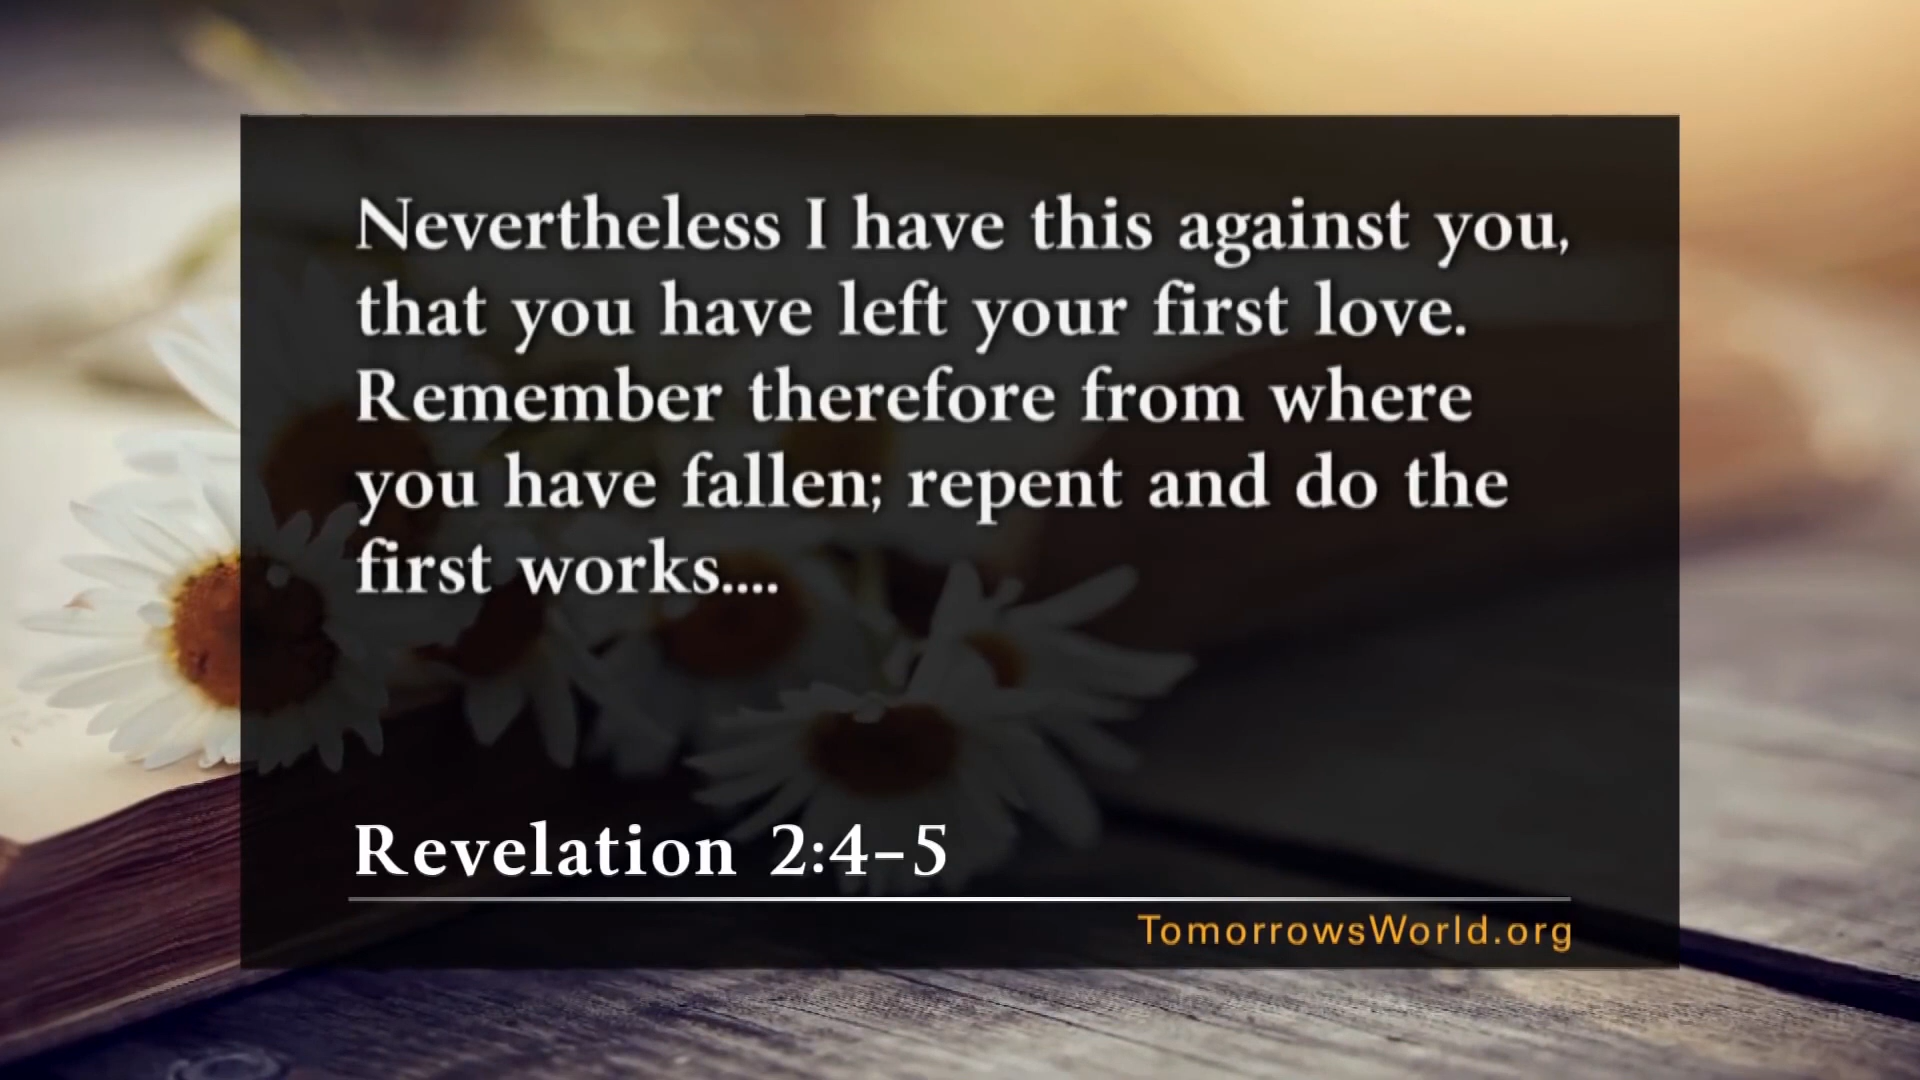 Nevertheless I have this against you,
that you have left your first love.
Remember therefore from where
you have fallen; repent and do the
first works....
Revelation 2:4–5
TomorrowsWorld.org